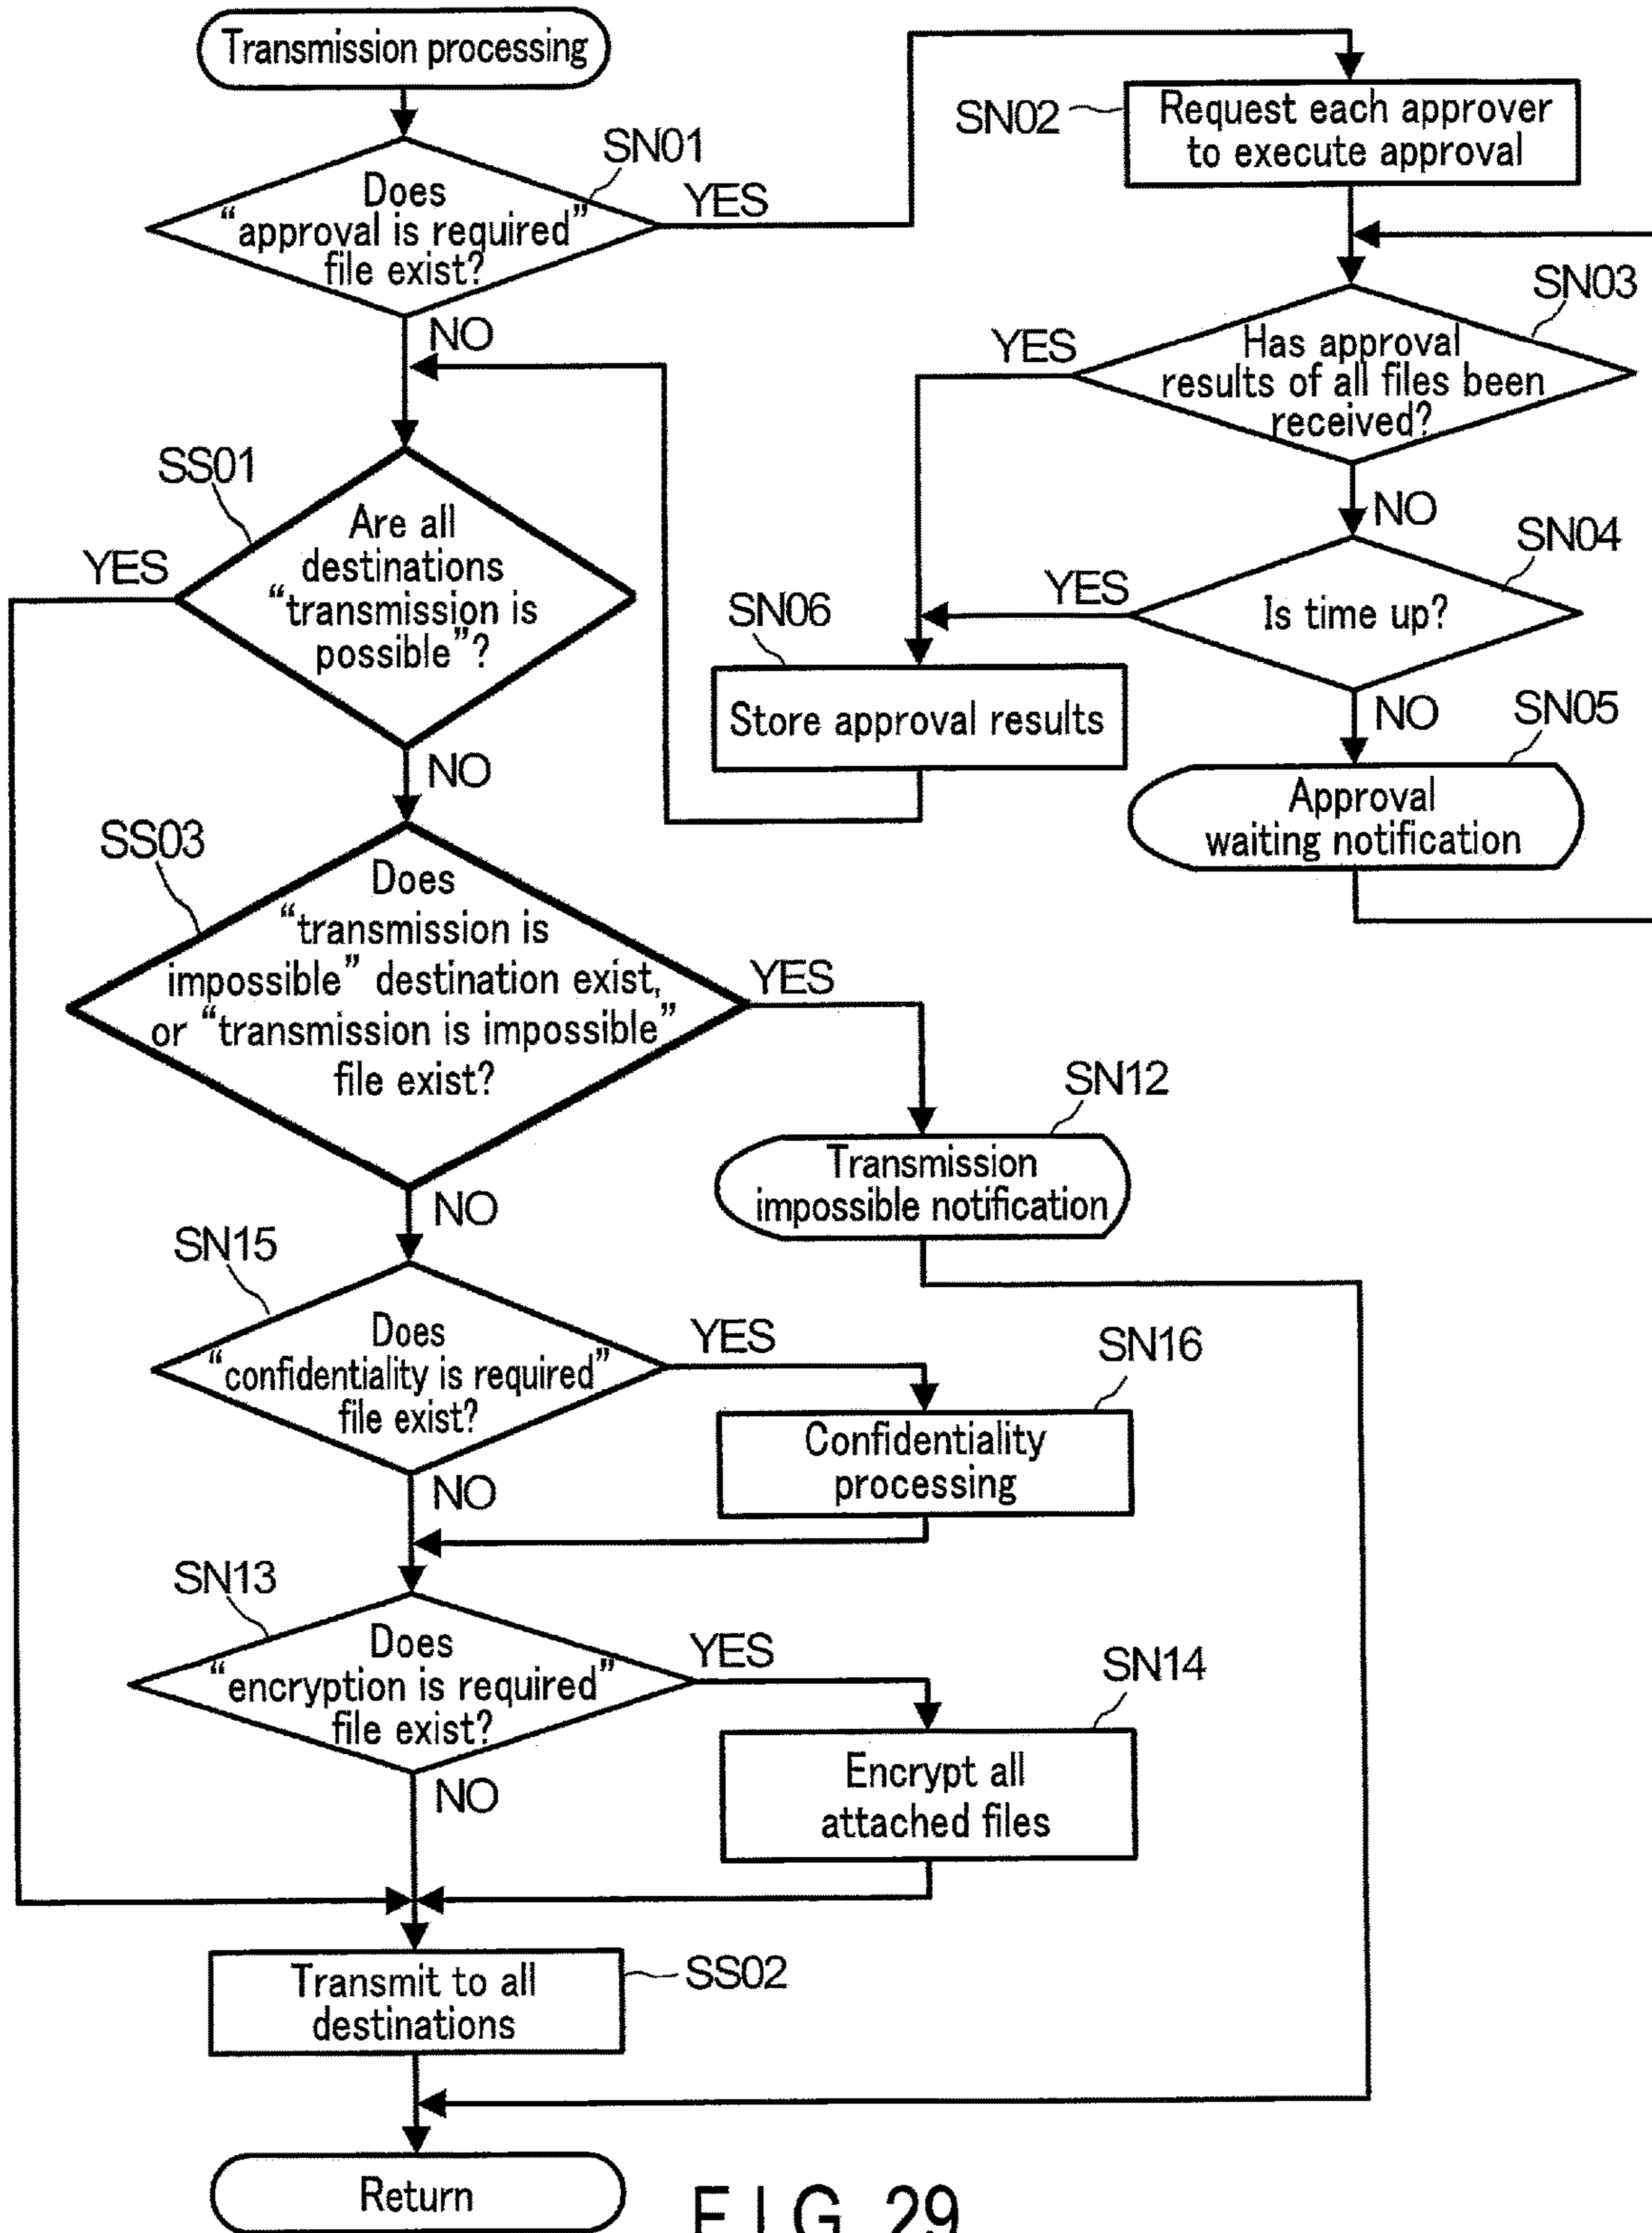 Transmission processing
SN01
Does
“approval is required”
file exist?
YES
NO
SN02
Request each approver
to execute approval
SN03
Has approval
results of all files been
received?
YES
NO
SN04
Is time up?
YES
NO
SN05
Approval
waiting notification
SN06
Store approval results
SS01
Are all
destinations
“transmission is
possible”?
YES
NO
SS03
Does
“transmission is
impossible” destination exist,
or “transmission is impossible”
file exist?
YES
NO
SN12
Transmission
impossible notification
SN15
Does
“confidentiality is required”
file exist?
YES
NO
SN16
Confidentiality
processing
SN13
Does
“encryption is required”
file exist?
YES
NO
SN14
Encrypt all
attached files
Transmit to all
destinations
SS02
Return
FIG. 29